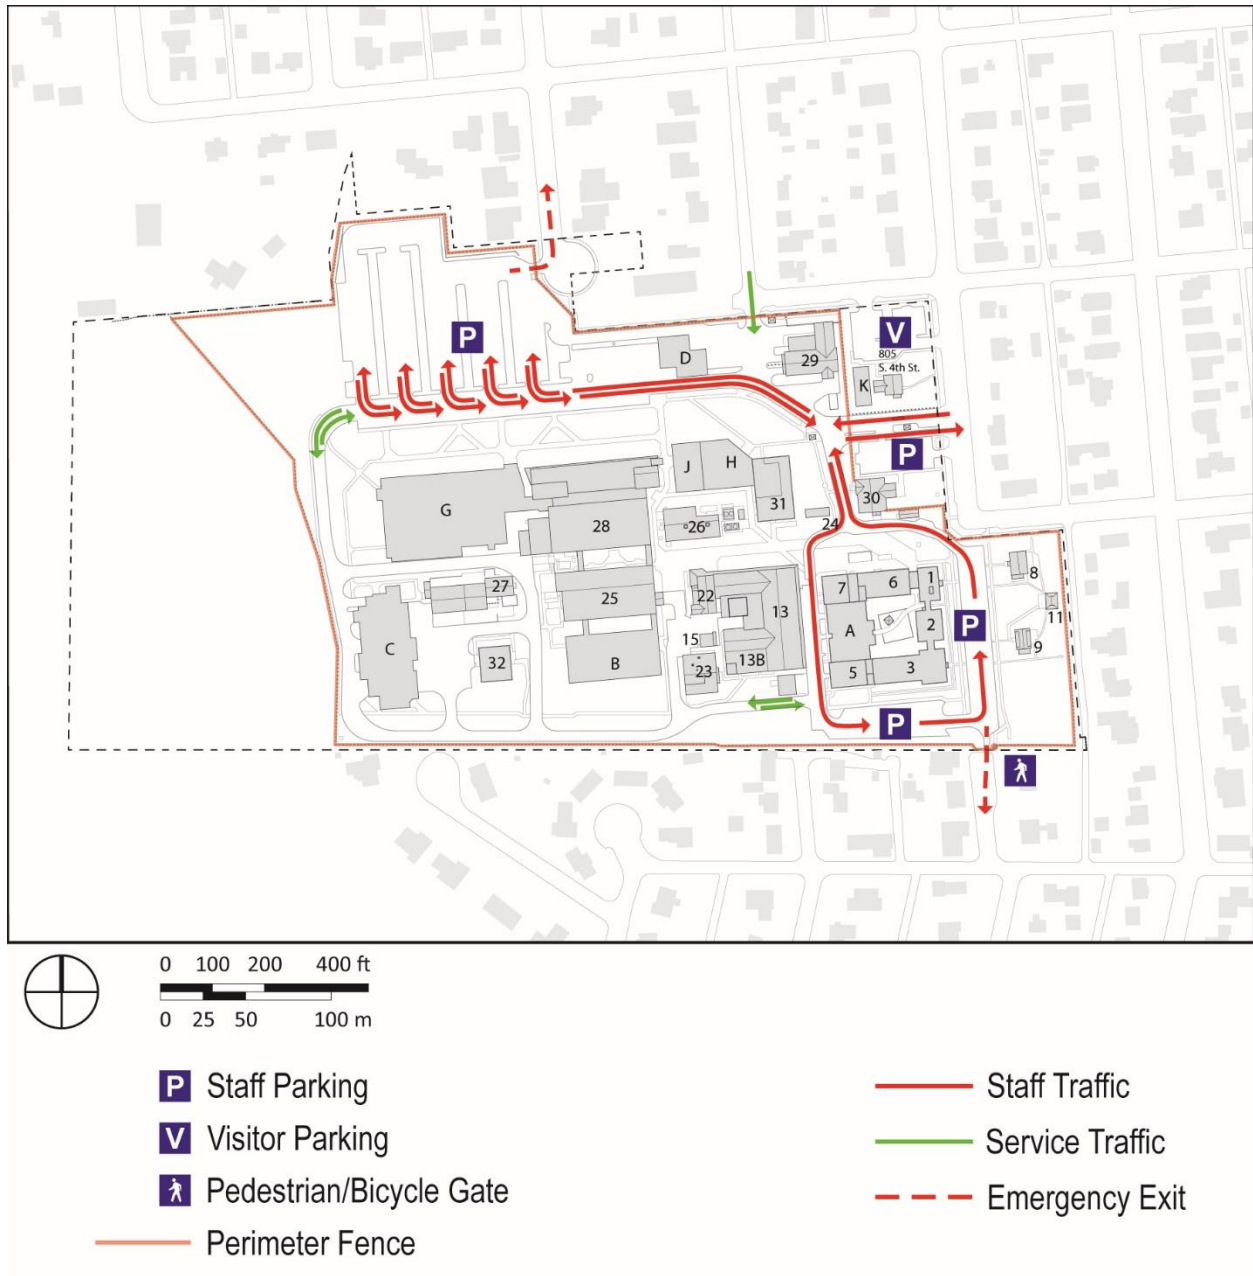 P
V
805
S. 4th St.
D
29
K
P
J
H
G
31
30
28
26
24
27
25
22
13
7
6
1
8
11
C
15
A
2
P
9
32
B
23
13B
5
3
P
0 100 200 400 ft
0 25 50 100 m
P Staff Parking
V Visitor Parking
Pedestrian/Bicycle Gate
Perimeter Fence
Staff Traffic
Service Traffic
Emergency Exit